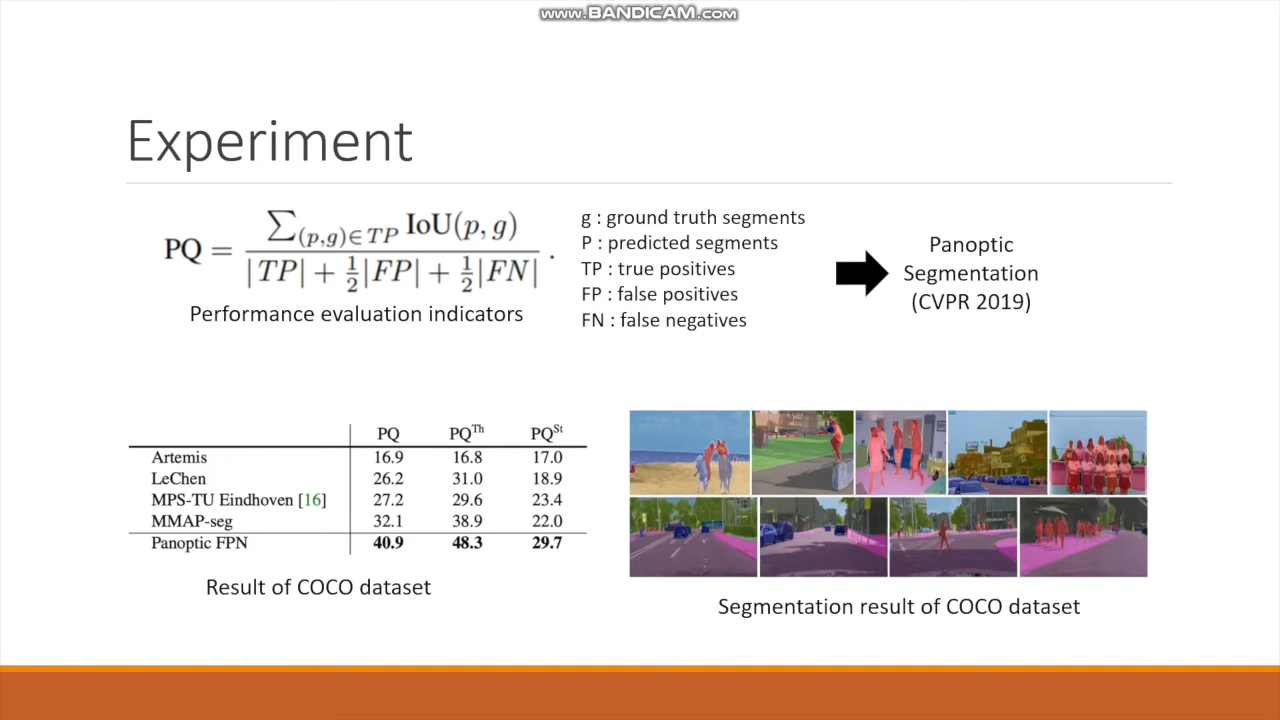 www.BANDICAM.com
Experiment
PQ = ∑(p,g)∈TP IoU(p, g) / |TP| + ½|FP| + ½|FN| .
Performance evaluation indicators
g : ground truth segments
P : predicted segments
TP : true positives
FP : false positives
FN : false negatives
Panoptic
Segmentation
(CVPR 2019)
PQ PQTh PQSt
Artemis 16.9 16.8 17.0
LeChen 26.2 31.0 18.9
MPS-TU Eindhoven [16] 27.2 29.6 23.4
MMAP-seg 32.1 38.9 22.0
Panoptic FPN 40.9 48.3 29.7
Result of COCO dataset
Segmentation result of COCO dataset